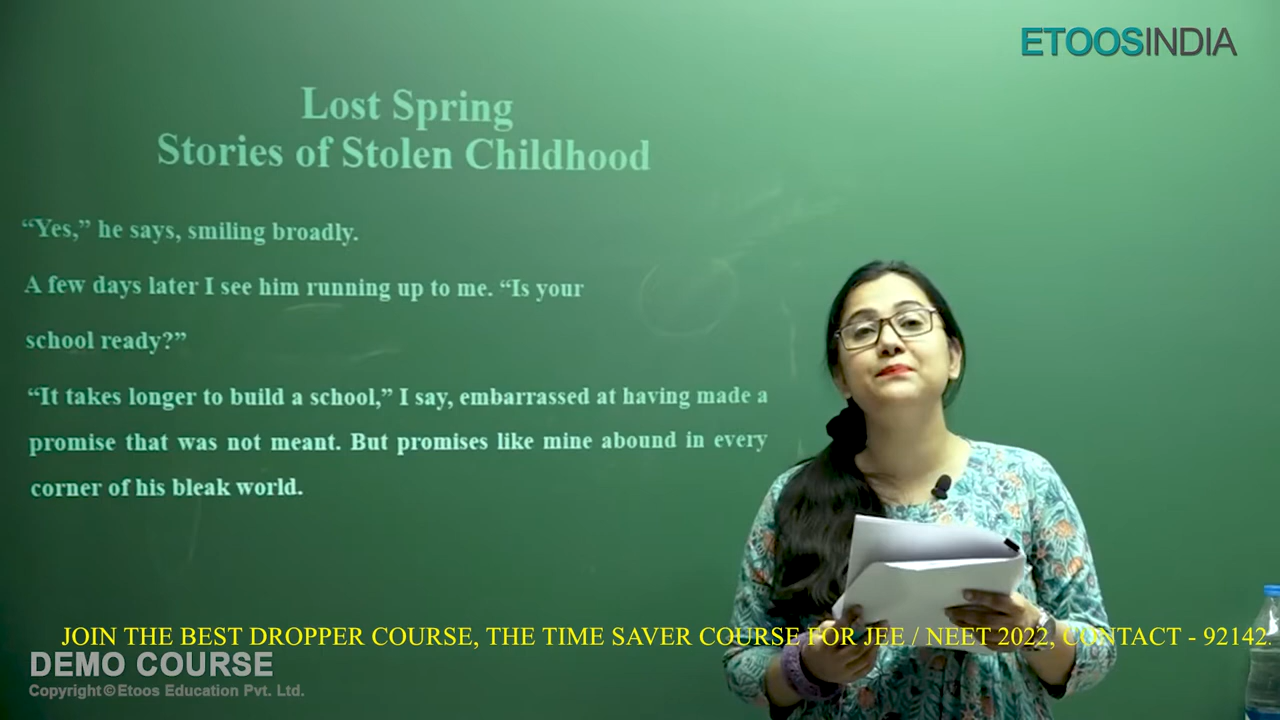 ETOOSINDIA
Lost Spring
Stories of Stolen Childhood
“Yes,” he says, smiling broadly.
A few days later I see him running up to me. “Is your
school ready?”
“It takes longer to build a school,” I say, embarrassed at having made a
promise that was not meant. But promises like mine abound in every
corner of his bleak world.
JOIN THE BEST DROPPER COURSE, THE TIME SAVER COURSE FOR JEE / NEET 2022, CONTACT - 92142
DEMO COURSE
Copyright © Etoos Education Pvt. Ltd.